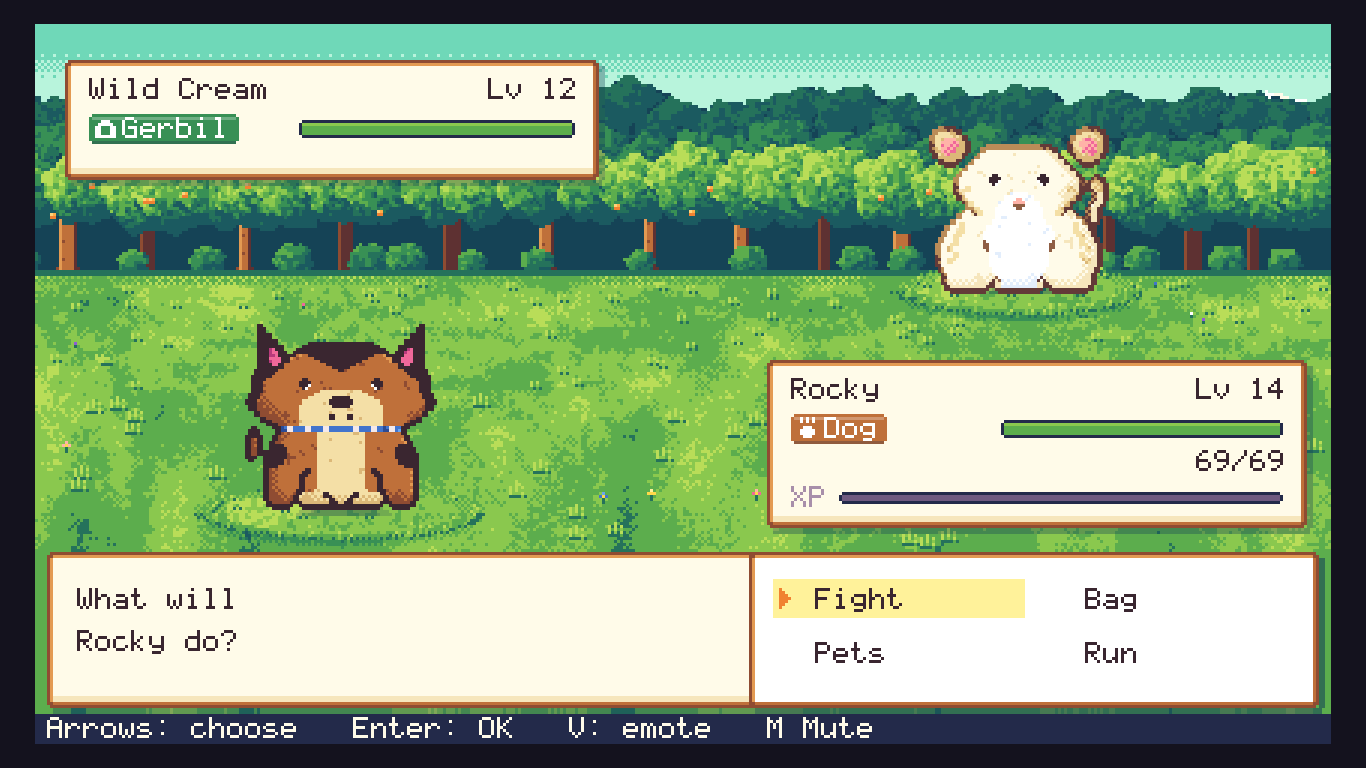 Wild Cream Lv 12
Gerbil
Rocky Lv 14
Dog
69/69
XP
What will
Rocky do?
Fight Bag
Pets Run
Arrows: choose Enter: OK V: emote M Mute